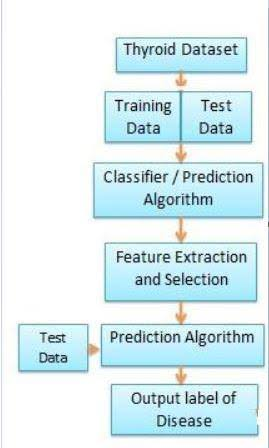 Thyroid Dataset
Training
Data
Test
Data
Classifier / Prediction
Algorithm
Feature Extraction
and Selection
Test
Data
Prediction Algorithm
Output label of
Disease